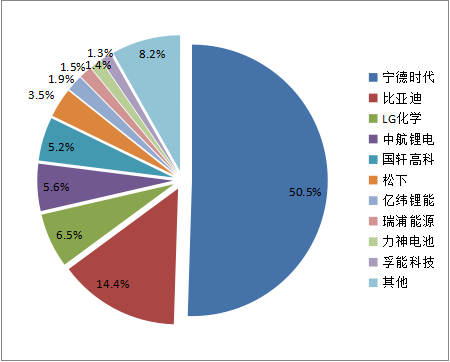 1.3%
8.2%
1.5%
1.4%
1.9%
3.5%
5.2%
5.6%
6.5%
14.4%
50.5%
宁德时代
比亚迪
LG化学
中航锂电
国轩高科
松下
亿纬锂能
瑞浦能源
力神电池
孚能科技
其他